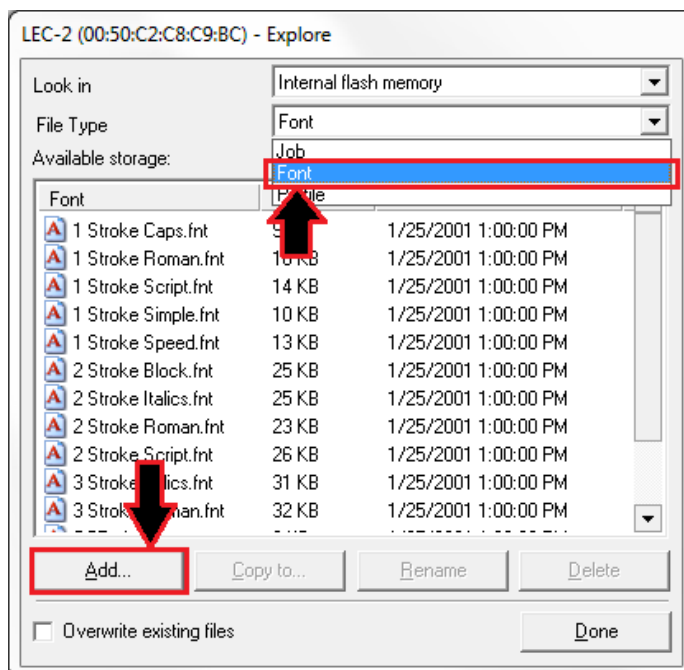 LEC-2 (00:50:C2:C8:C9:BC) - Explore
Look in Internal flash memory
File Type Font
Available storage: Job
Font
Font
1 Stroke Caps.fnt 1/25/2001 1:00:00 PM
1 Stroke Roman.fnt KB 1/25/2001 1:00:00 PM
1 Stroke Script.fnt 14 KB 1/25/2001 1:00:00 PM
1 Stroke Simple.fnt 10 KB 1/25/2001 1:00:00 PM
1 Stroke Speed.fnt 13 KB 1/25/2001 1:00:00 PM
2 Stroke Block.fnt 25 KB 1/25/2001 1:00:00 PM
2 Stroke Italics.fnt 25 KB 1/25/2001 1:00:00 PM
2 Stroke Roman.fnt 23 KB 1/25/2001 1:00:00 PM
2 Stroke Script.fnt 26 KB 1/25/2001 1:00:00 PM
3 31 KB 1/25/2001 1:00:00 PM
3 32 KB 1/25/2001 1:00:00 PM
Add... Copy to... Rename Delete
Overwrite existing files Done